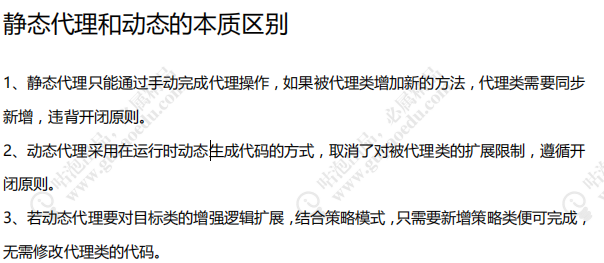 静态代理和动态的本质区别
1、静态代理只能通过手动完成代理操作，如果被代理类增加新的方法，代理类需要同步
新增，违背开闭原则。
2、动态代理采用在运行时动态生成代码的方式，取消了对被代理类的扩展限制，遵循开
闭原则。
3、若动态代理要对目标类的增强逻辑扩展，结合策略模式，只需要新增策略类便可完成，
无需修改代理类的代码。